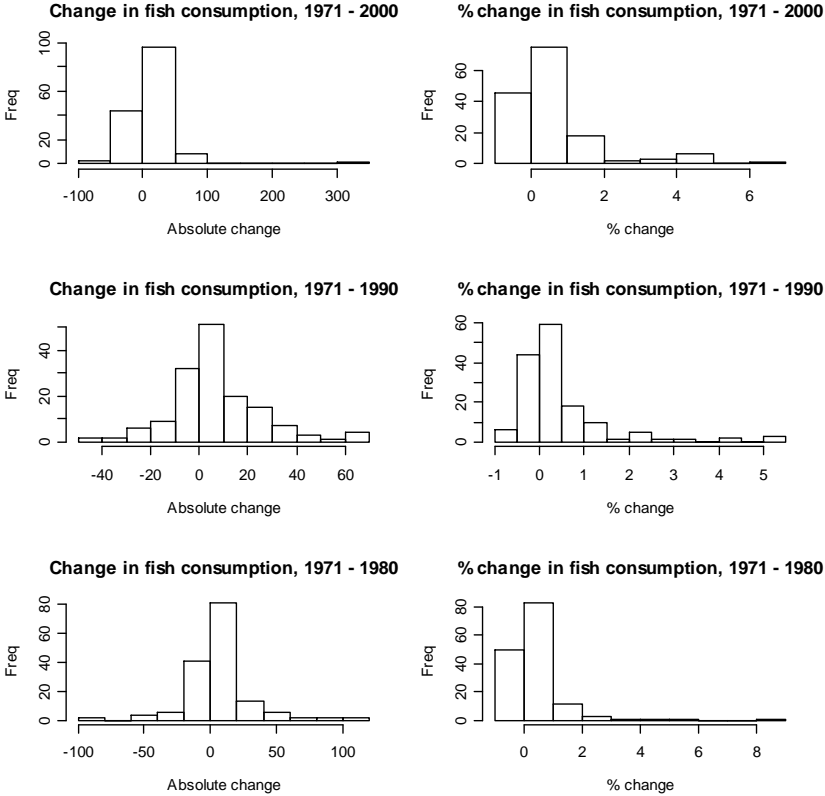 Change in fish consumption, 1971 - 2000
Freq
100
60
20
0
-100 0 100 200 300
Absolute change
% change in fish consumption, 1971 - 2000
Freq
60
40
20
0
0 2 4 6
% change
Change in fish consumption, 1971 - 1990
Freq
40
20
0
-40 -20 0 20 40 60
Absolute change
% change in fish consumption, 1971 - 1990
Freq
60
40
20
0
-1 0 1 2 3 4 5
% change
Change in fish consumption, 1971 - 1980
Freq
80
60
40
20
0
-100 -50 0 50 100
Absolute change
% change in fish consumption, 1971 - 1980
Freq
80
60
40
20
0
0 2 4 6 8
% change